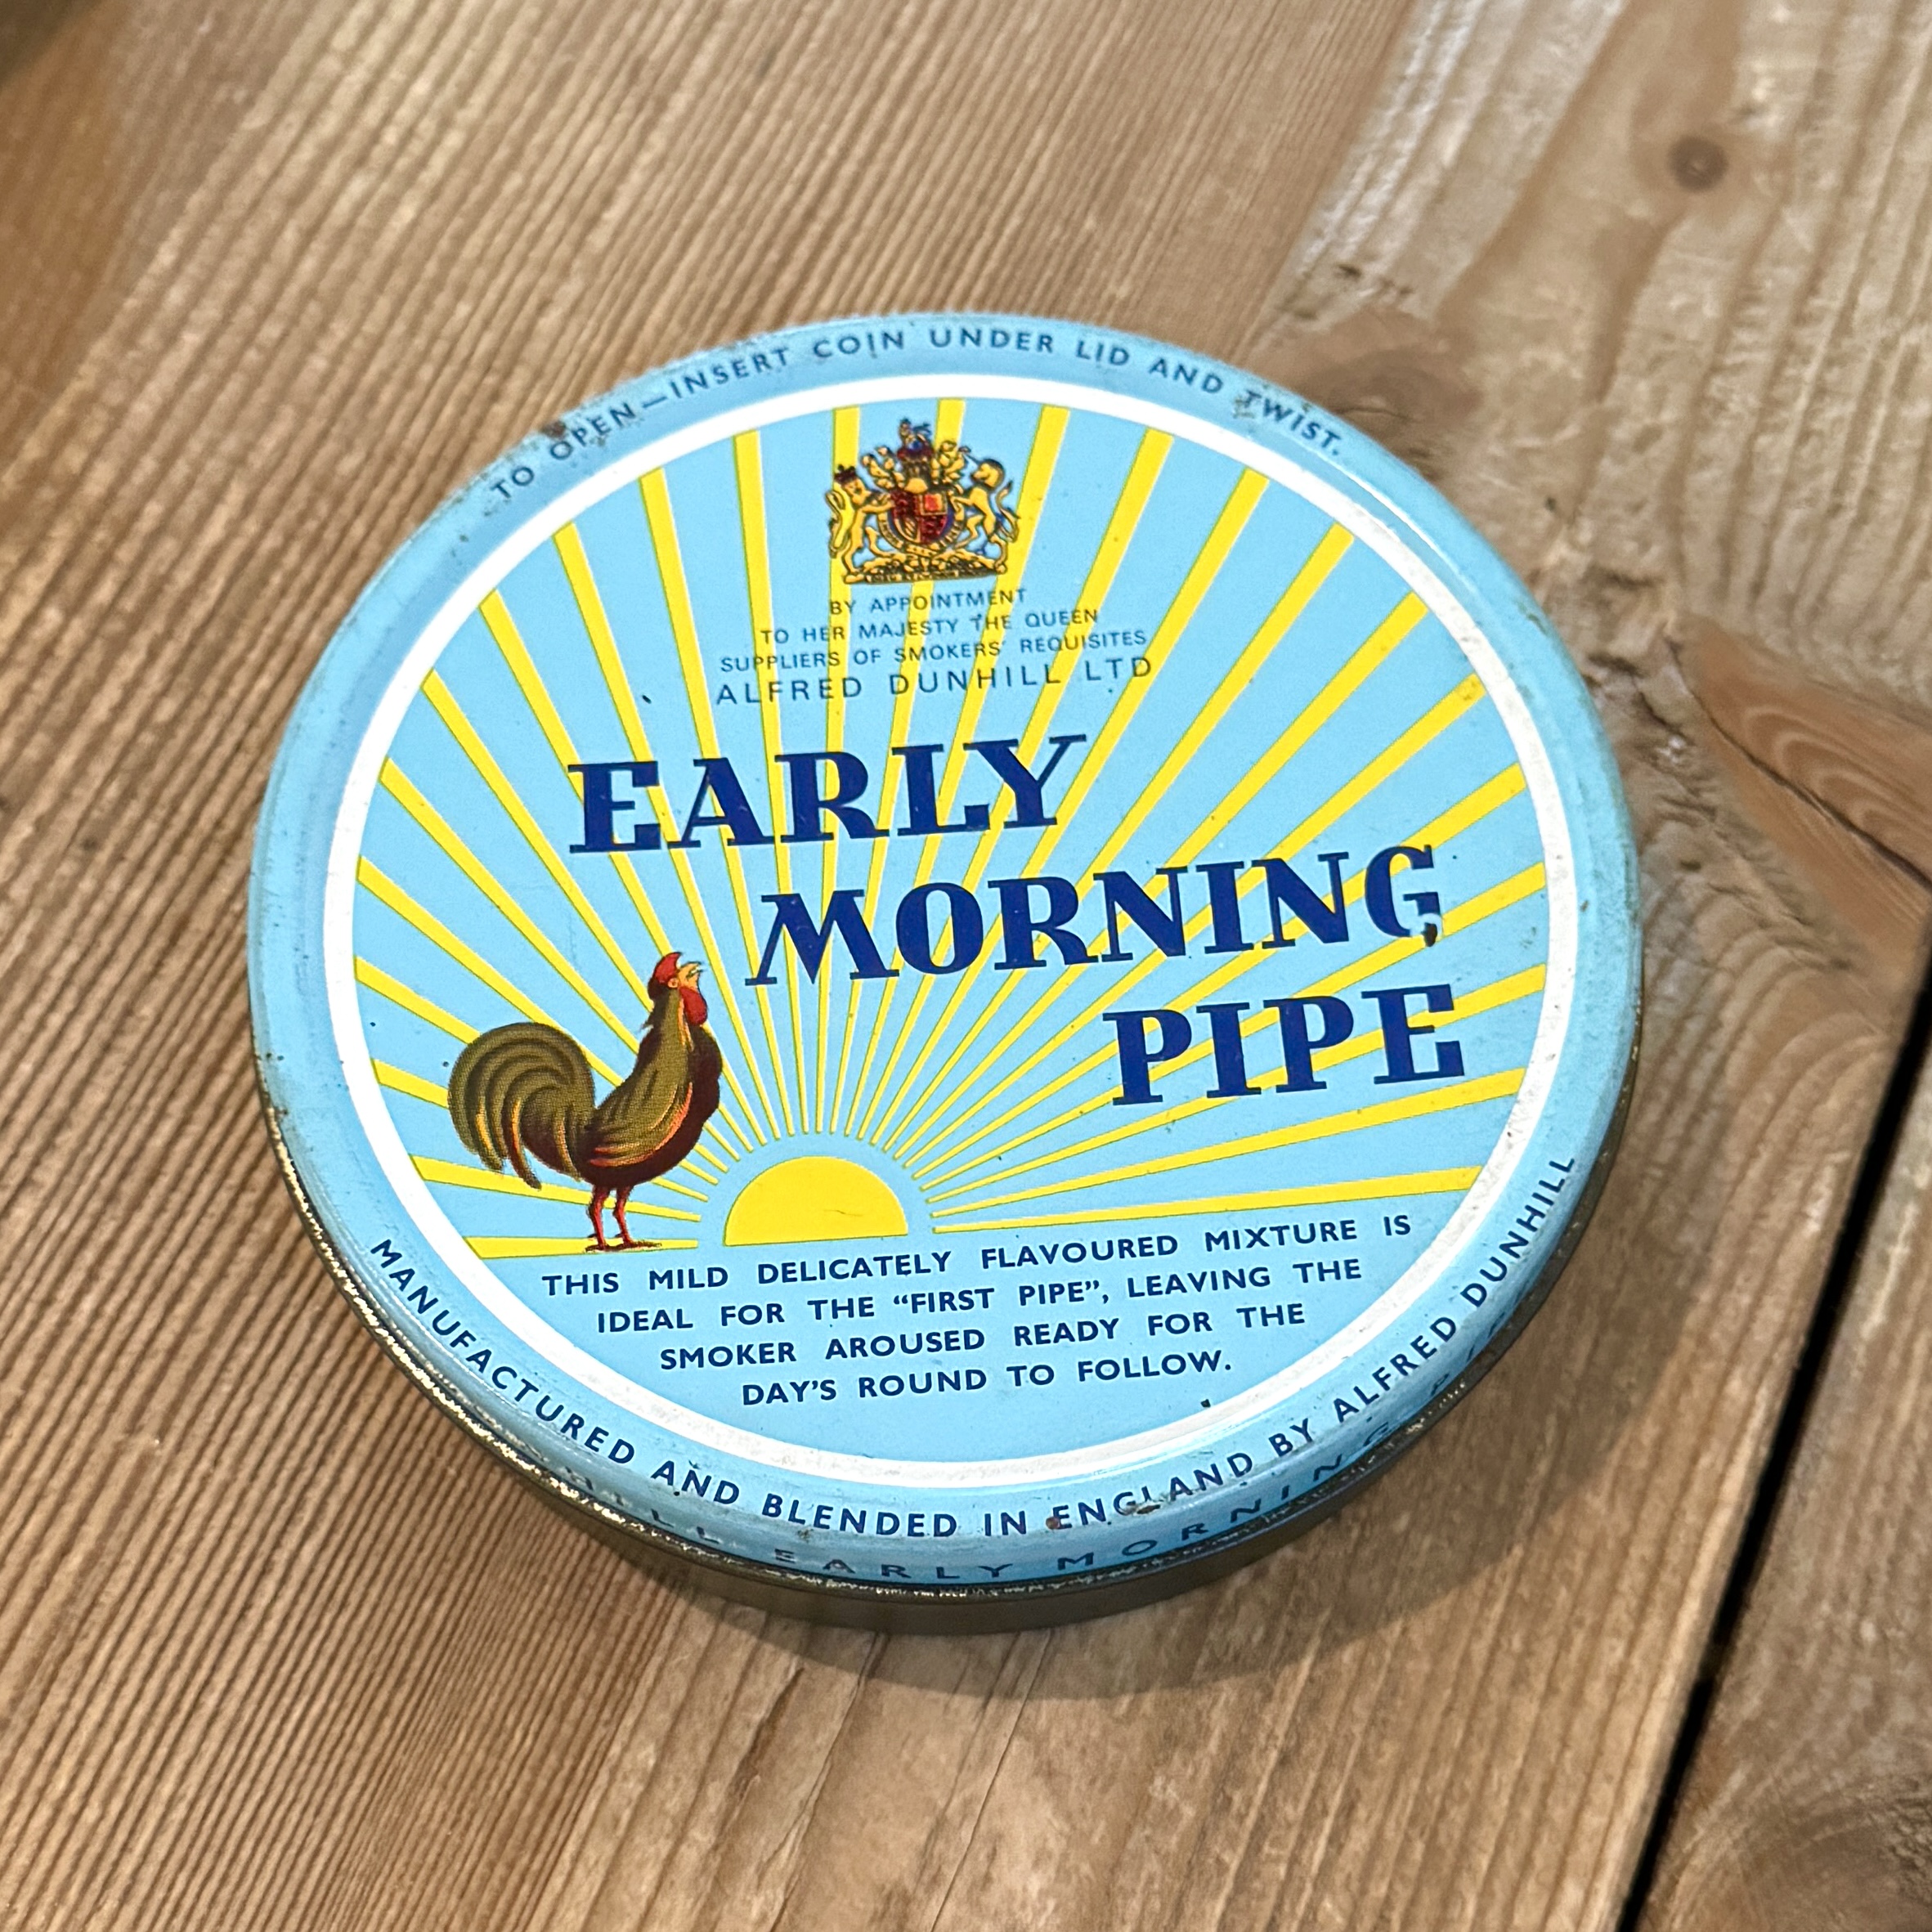 TO OPEN—INSERT COIN UNDER LID AND TWIST.
BY APPOINTMENT
TO HER MAJESTY THE QUEEN
SUPPLIERS OF SMOKERS' REQUISITES
ALFRED DUNHILL LTD
EARLY
MORNING
PIPE
THIS MILD DELICATELY FLAVOURED MIXTURE IS
IDEAL FOR THE “FIRST PIPE”, LEAVING THE
SMOKER AROUSED READY FOR THE
DAY'S ROUND TO FOLLOW.
MANUFACTURED AND BLENDED IN ENGLAND BY ALFRED DUNHILL
EARLY MORNING